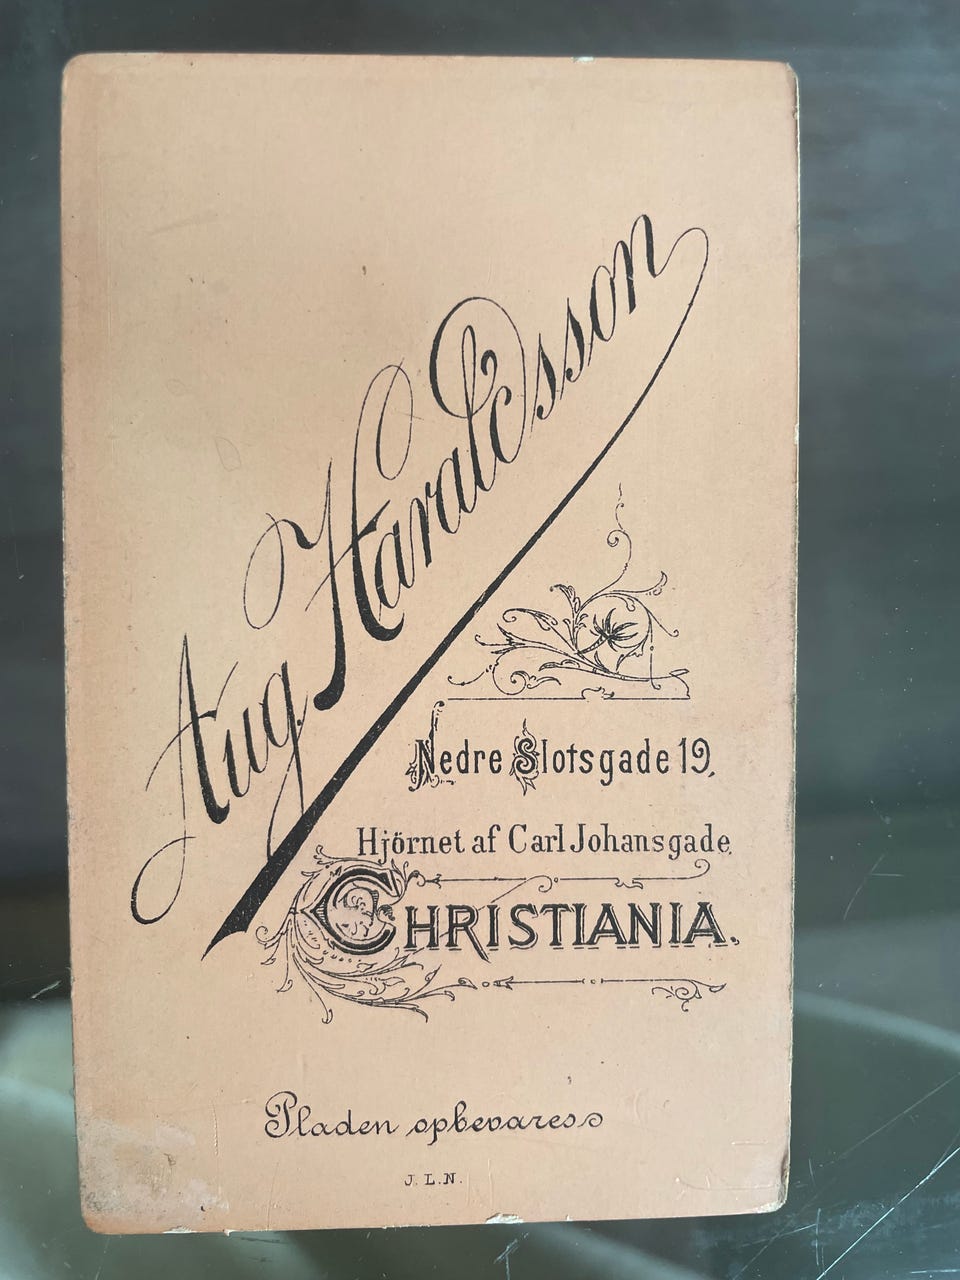 Aug. Haraldsson
Nedre Slotsgade 19,
Hjörnet af Carl Johansgade,
CHRISTIANIA.
Pladen opbevares
J. L. N.